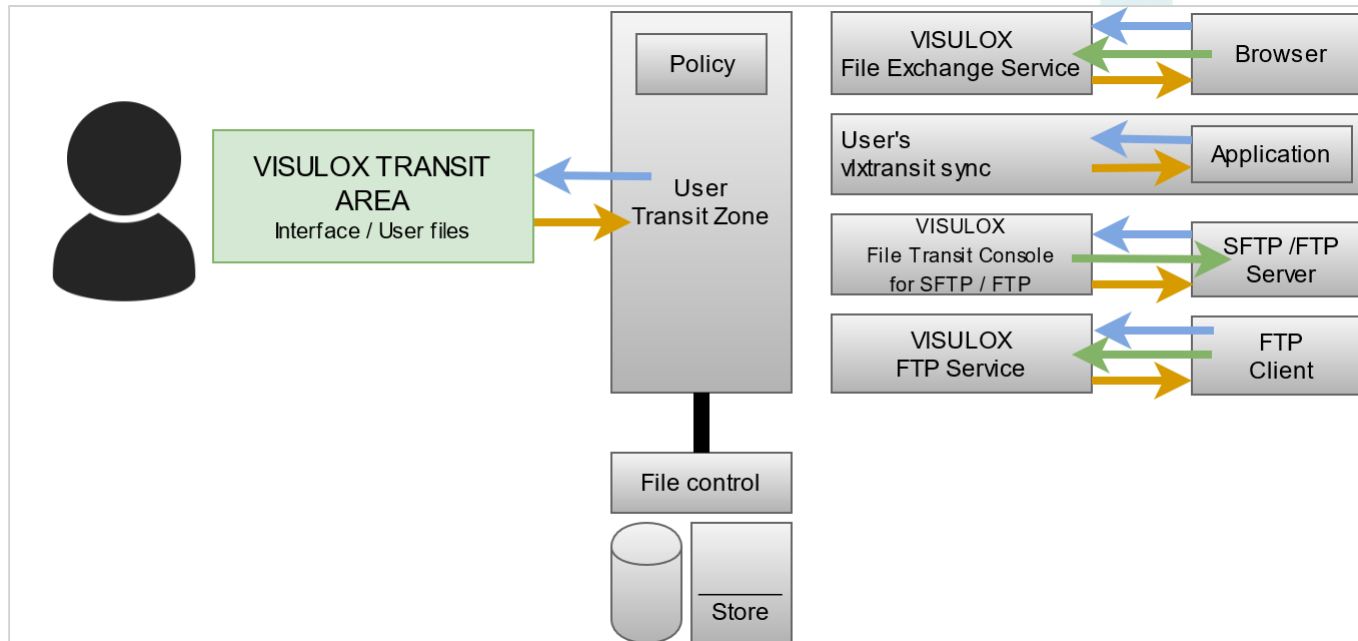 VISULOX TRANSIT
AREA
Interface / User files
Policy
User
Transit Zone
File control
Store
VISULOX
File Exchange Service
Browser
User's
vlxtransit sync
Application
VISULOX
File Transit Console
for SFTP / FTP
SFTP /FTP
Server
VISULOX
FTP Service
FTP
Client